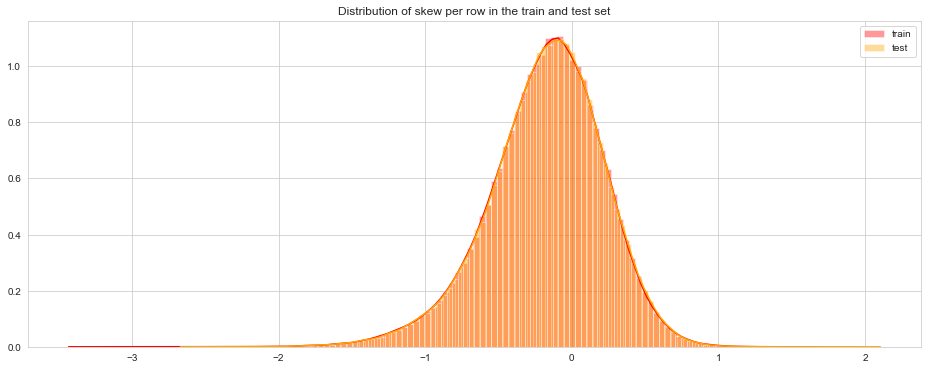 Distribution of skew per row in the train and test set
train
test
1.0
0.8
0.6
0.4
0.2
0.0
−3 −2 −1 0 1 2